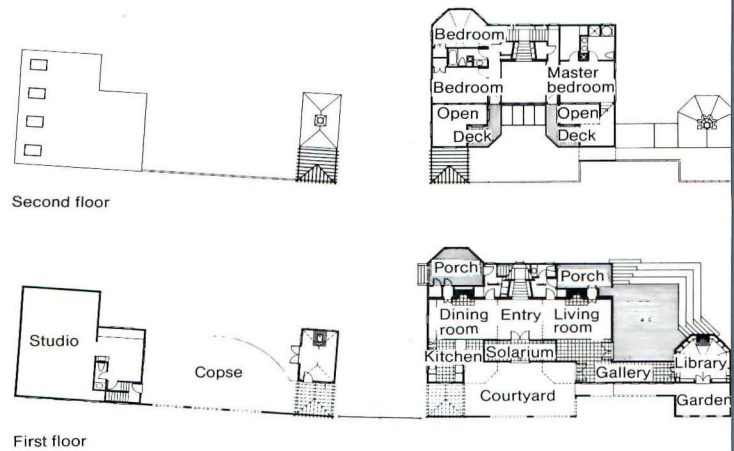 Bedroom
Bedroom
Master
bedroom
Open
Open
Deck
Deck
Second floor
Porch
Porch
Dining
room
Entry
Living
room
Studio
Kitchen
Solarium
Copse
Gallery
Library
Courtyard
Garden
First floor